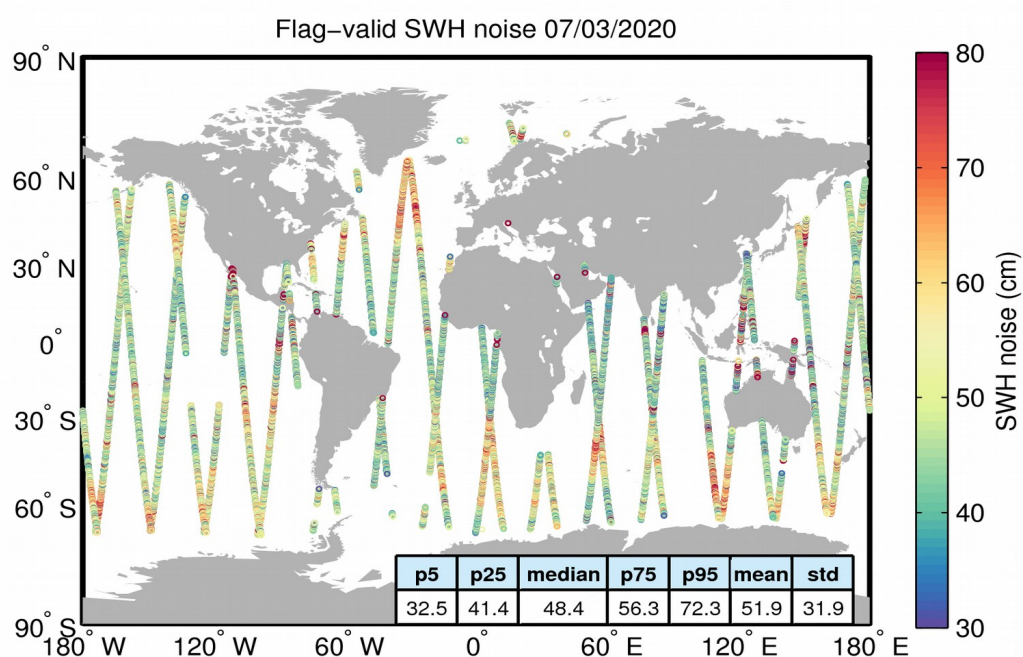 Flag−valid SWH noise 07/03/2020
90° N
60° N
30° N
0°
30° S
60° S
90° S
180° W
120° W
60° W
0°
60° E
120° E
180° E
p5 p25 median p75 p95 mean std
32.5 41.4 48.4 56.3 72.3 51.9 31.9
80
70
60
50
40
30
SWH noise (cm)